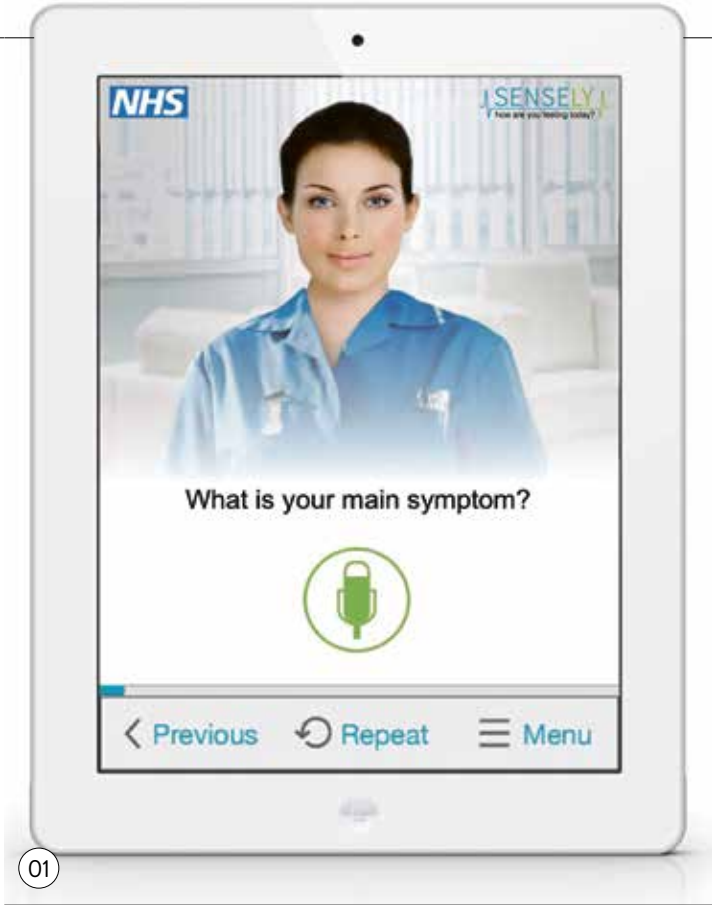 NHS
SENSELY
How are you feeling today?
What is your main symptom?
Previous
Repeat
Menu
01